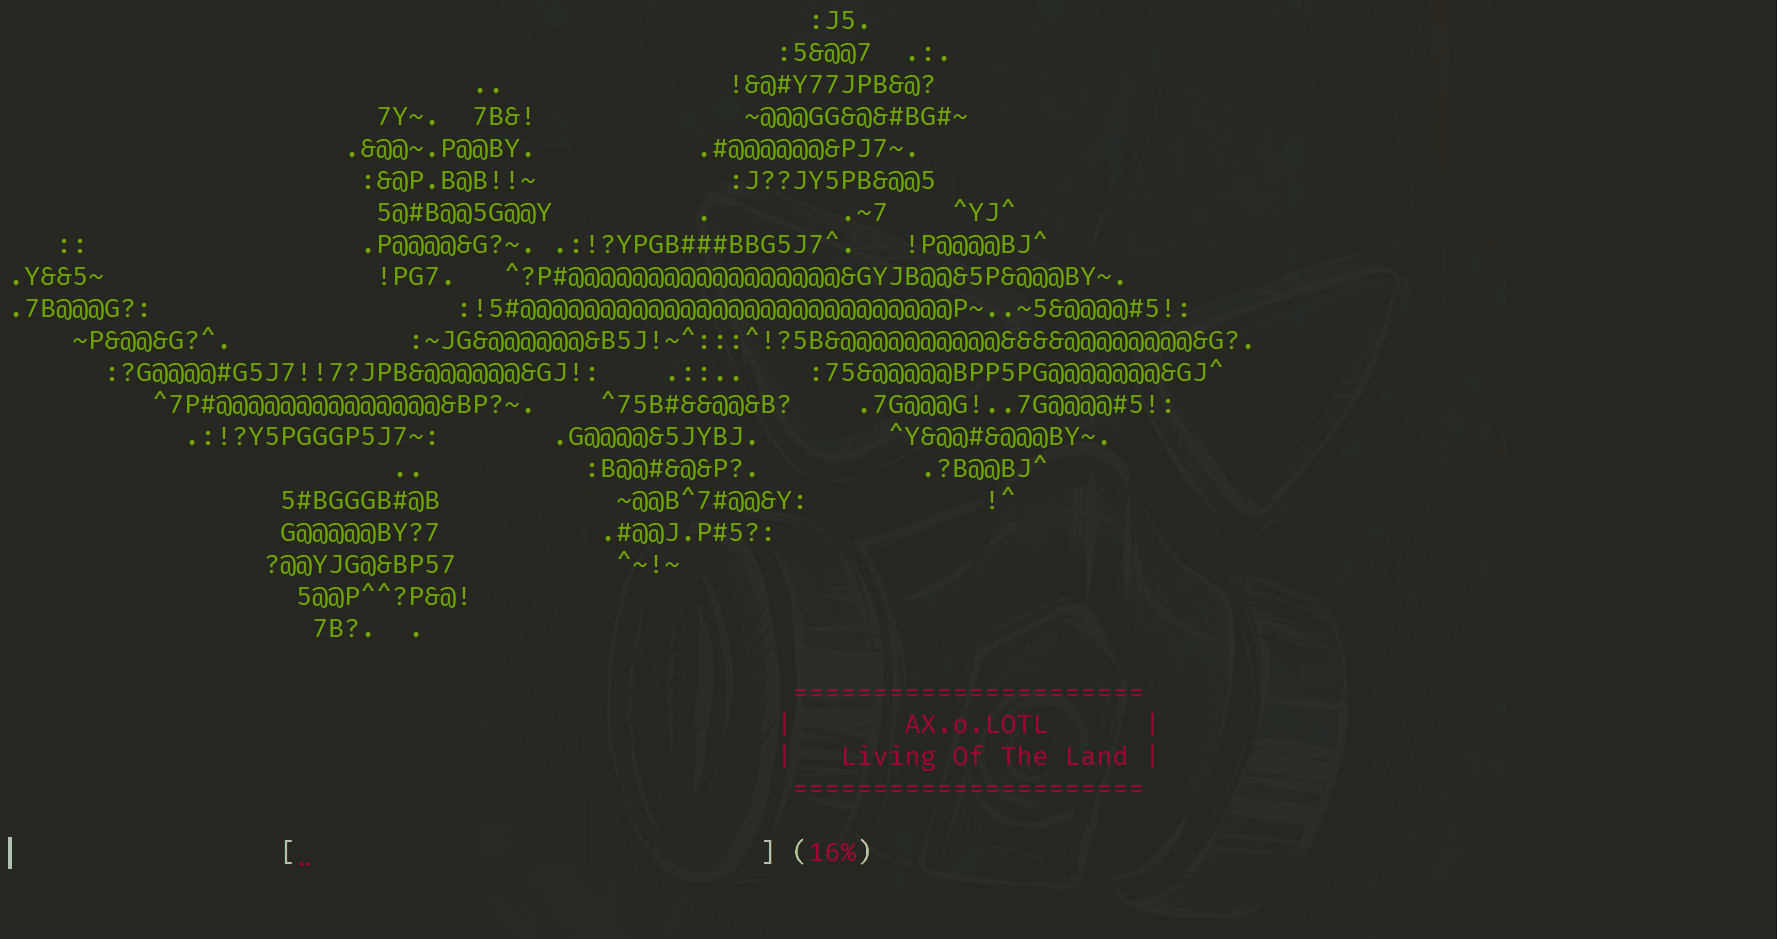 :J5.
:5&@@7 .:.
.. !&@#Y77JPB&@?
7Y~. 7B&! ~@@@GG&@&#BG#~
.&@@~.P@@BY. .#@@@@@@&PJ7~.
:&@P.B@B!!~ :J??JY5PB&@@5
5@#B@@5G@@Y . .~7 ^YJ^
:: .P@@@@&G?~. .:!?YPGB###BBG5J7^. !P@@@@BJ^
.Y&&5~ !PG7. ^?P#@@@@@@@@@@@@@@@@@&GYJB@@&5P&@@@BY~.
.7B@@@G?: :!5#@@@@@@@@@@@@@@@@@@@@@@@@@@@P~..~5&@@@@#5!:
~P&@@&G?^. :~JG&@@@@@@&B5J!~^:::^!?5B&@@@@@@@@@@&&&&@@@@@@@@&G?.
:?G@@@@#G5J7!!7?JPB&@@@@@@&GJ!: .::.. :75&@@@@@BPP5PG@@@@@@@&GJ^
^7P#@@@@@@@@@@@@@@&BP?~. ^75B#&&@@&B? .7G@@@G!..7G@@@@#5!:
.:!?Y5PGGGP5J7~: .G@@@@&5JYBJ. ^Y&@@#&@@@BY~.
.. :B@@#&@&P?. .?B@@BJ^
5#BGGGB#@B ~@@B^7#@@&Y: !^
G@@@@@BY?7 .#@@J.P#5?:
?@@YJG@&BP57 ^~!~
5@@P^^?P&@!
7B?. .
======================
| AX.o.LOTL |
| Living Of The Land |
======================
[.. ] (16%)